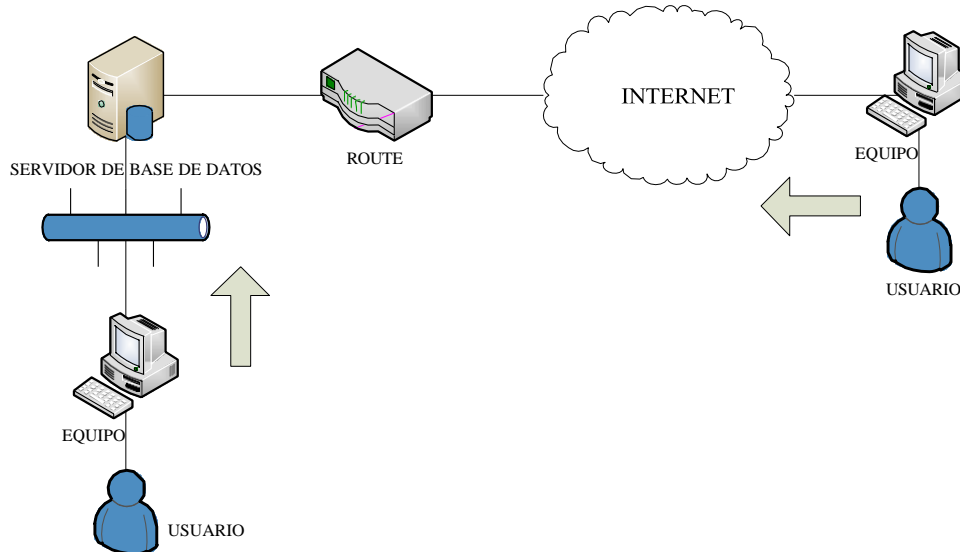 INTERNET
ROUTE
EQUIPO
SERVIDOR DE BASE DE DATOS
USUARIO
EQUIPO
USUARIO